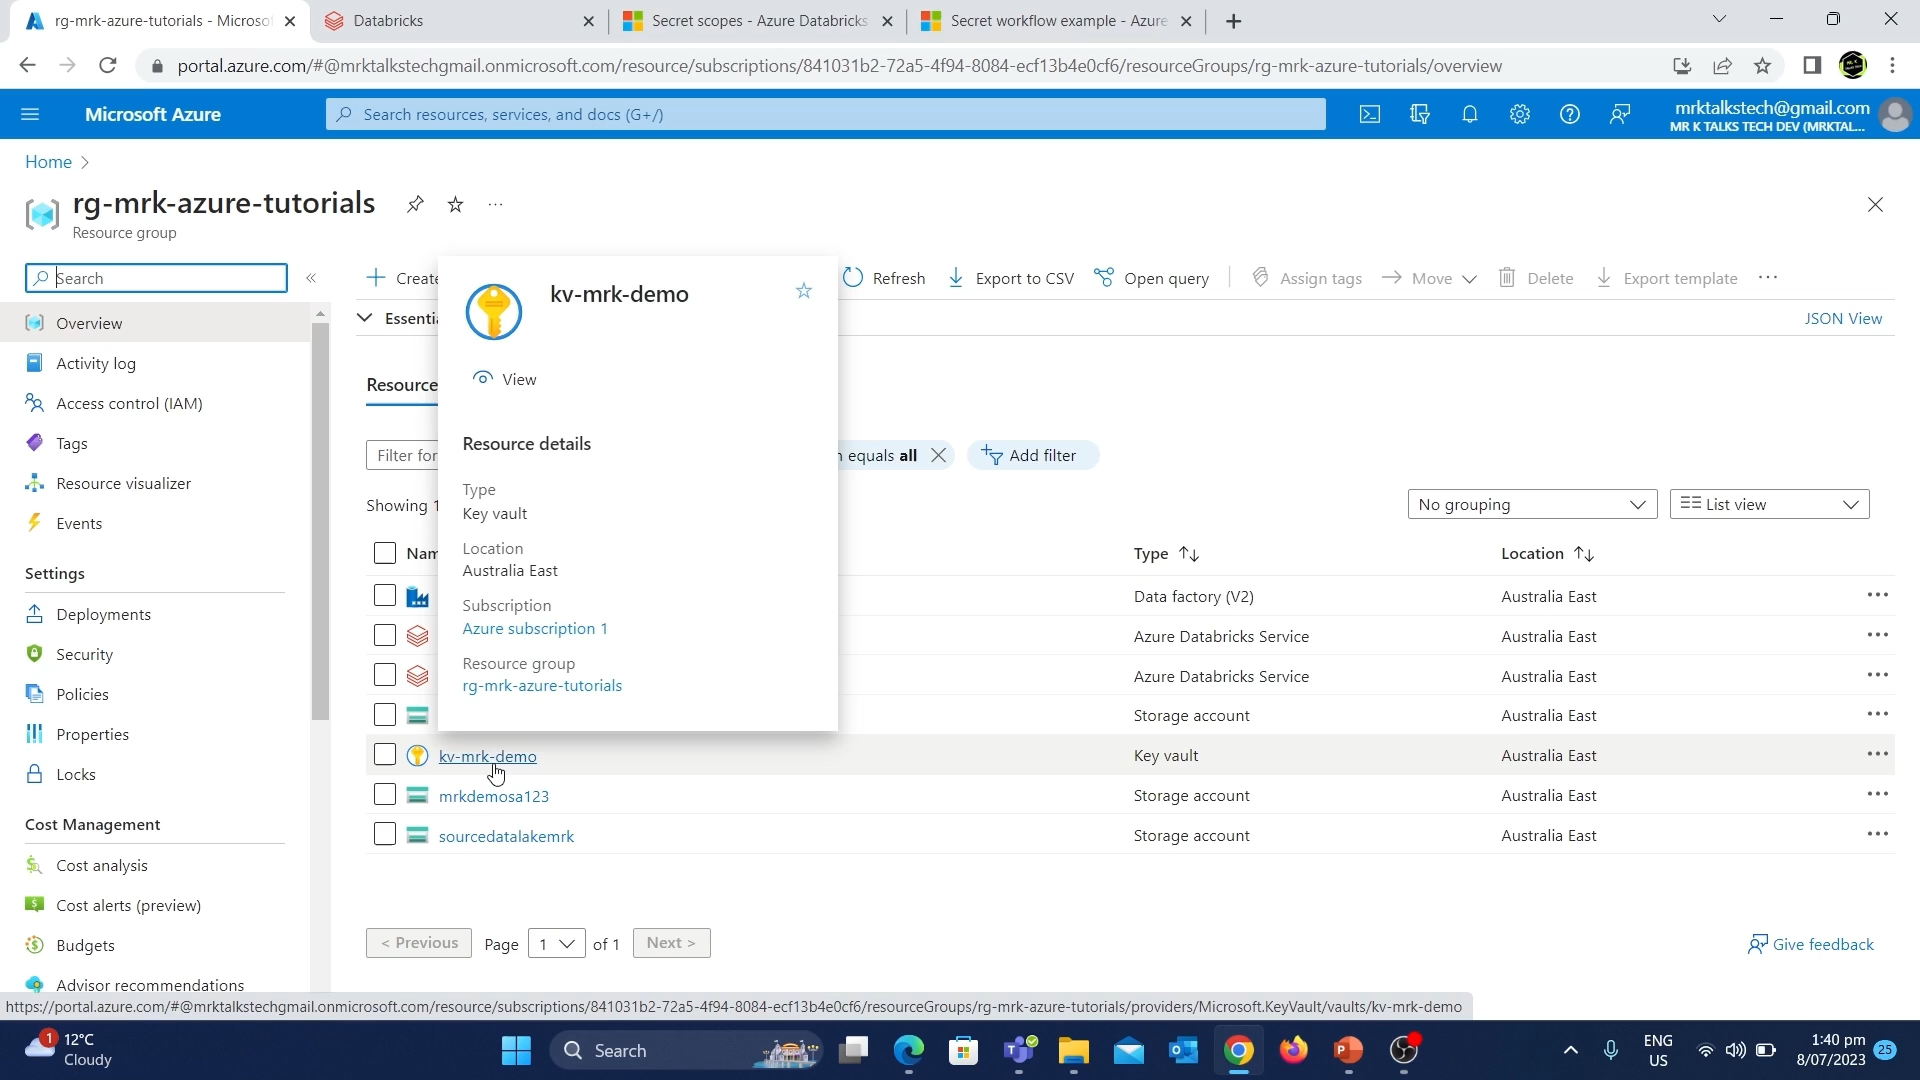 rg-mrk-azure-tutorials - Microso
Databricks
Secret scopes - Azure Databricks
Secret workflow example - Azure
portal.azure.com/#@mrktalkstechgmail.onmicrosoft.com/resource/subscriptions/841031b2-72a5-4f94-8084-ecf13b4e0cf6/resourceGroups/rg-mrk-azure-tutorials/overview
Microsoft Azure
Search resources, services, and docs (G+/)
mrktalkstech@gmail.com
MR K TALKS TECH DEV (MRKTAL...
Home
rg-mrk-azure-tutorials
Resource group
Search
Overview
Activity log
Access control (IAM)
Tags
Resource visualizer
Events
Settings
Deployments
Security
Policies
Properties
Locks
Cost Management
Cost analysis
Cost alerts (preview)
Budgets
Advisor recommendations
Create
Refresh
Export to CSV
Open query
Assign tags
Move
Delete
Export template
Essentia
JSON View
Resource
kv-mrk-demo
View
Resource details
Type
Key vault
Location
Australia East
Subscription
Azure subscription 1
Resource group
rg-mrk-azure-tutorials
Filter for
n equals all
Add filter
Showing 1
No grouping
List view
Nam
Type
Location
Data factory (V2)
Australia East
Azure Databricks Service
Australia East
Azure Databricks Service
Australia East
Storage account
Australia East
kv-mrk-demo
Key vault
Australia East
mrkdemosa123
Storage account
Australia East
sourcedatalakemrk
Storage account
Australia East
< Previous
Page
1
of 1
Next >
Give feedback
https://portal.azure.com/#@mrktalkstechgmail.onmicrosoft.com/resource/subscriptions/841031b2-72a5-4f94-8084-ecf13b4e0cf6/resourceGroups/rg-mrk-azure-tutorials/providers/Microsoft.KeyVault/vaults/kv-mrk-demo
1
12°C
Cloudy
Search
ENG
US
1:40 pm
8/07/2023
25